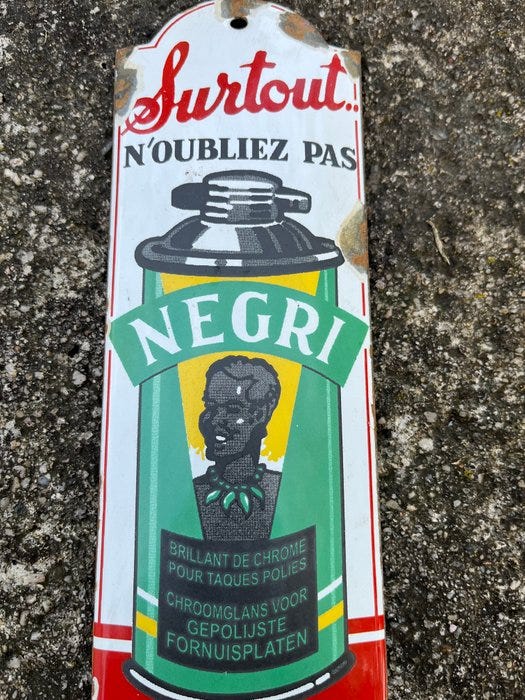 Surtout..
N'OUBLIEZ PAS
NEGRI
BRILLANT DE CHROME
POUR TAQUES POLIES
CHROOMGLANS VOOR
GEPOLIJSTE
FORNUISPLATEN